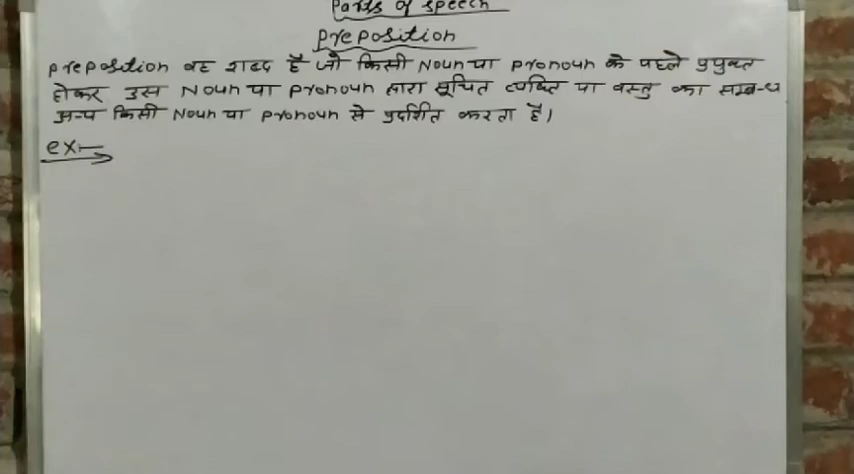 Parts of speech
Preposition
Preposition वह शब्द है जो किसी Noun या Pronoun के पहले प्रयुक्त
होकर उस Noun या Pronoun द्वारा सूचित व्यक्ति या वस्तु का सम्बन्ध
अन्य किसी Noun या Pronoun से प्रदर्शित करता है।
ex:-